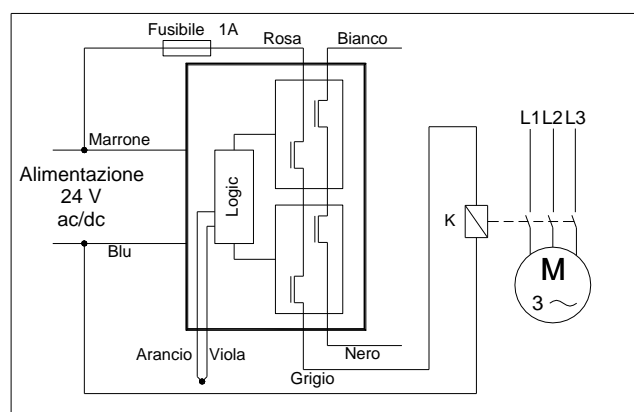 Fusibile 1A
Rosa
Bianco
Marrone
Alimentazione
24 V
ac/dc
Blu
Logic
Arancio
Viola
Grigio
Nero
K
L1 L2 L3
M
3 ~